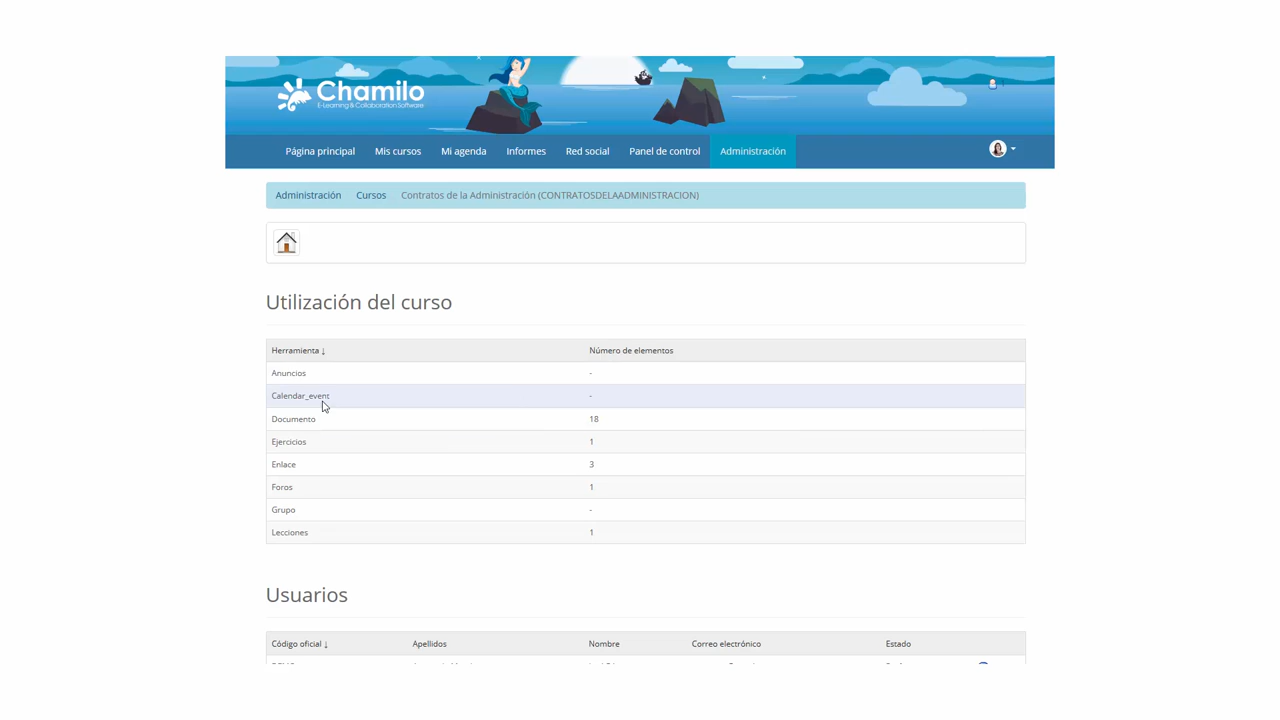 Chamilo
E-Learning & Collaboration Software
Página principal Mis cursos Mi agenda Informes Red social Panel de control Administración
Administración Cursos Contratos de la Administración (CONTRATOSDELAADMINISTRACION)
Utilización del curso
Herramienta ↓ Número de elementos
Anuncios -
Calendar_event -
Documento 18
Ejercicios 1
Enlace 3
Foros 1
Grupo -
Lecciones 1
Usuarios
Código oficial ↓ Apellidos Nombre Correo electrónico Estado